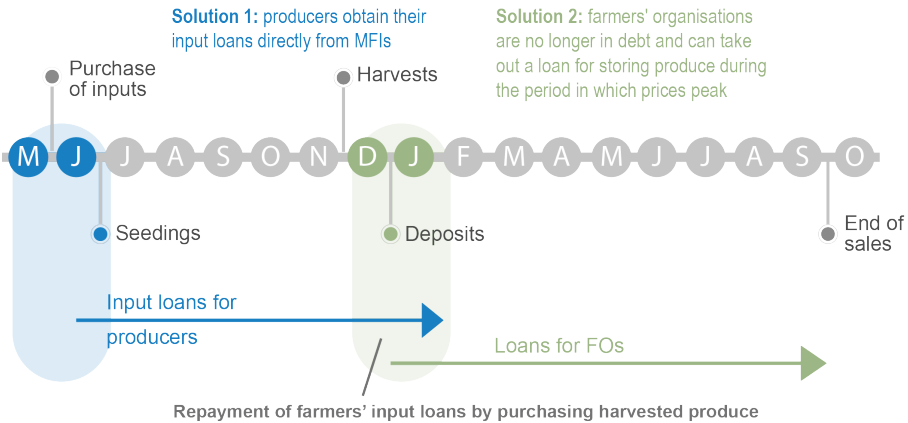 Solution 1: producers obtain their
input loans directly from MFIs
Solution 2: farmers' organisations
are no longer in debt and can take
out a loan for storing produce during
the period in which prices peak
Purchase
of inputs
Harvests
M J J A S O N D J F M A M J J A S O
Seedings
Deposits
End of
sales
Input loans for
producers
Loans for FOs
Repayment of farmers’ input loans by purchasing harvested produce